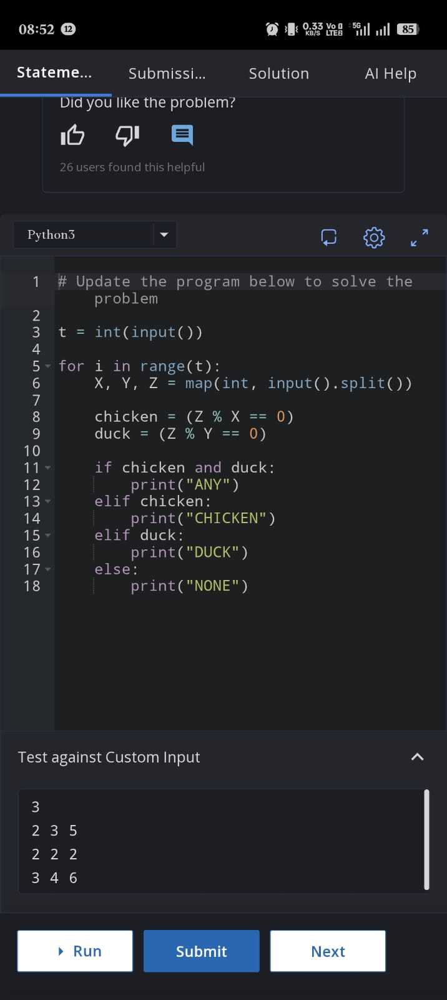 08:52 12 0.33 KB/S Vo LTE2 5G 85
Stateme... Submissi... Solution AI Help
Did you like the problem?
26 users found this helpful
Python3
1 # Update the program below to solve the
problem
2
3 t = int(input())
4
5 for i in range(t):
6 X, Y, Z = map(int, input().split())
7
8 chicken = (Z % X == 0)
9 duck = (Z % Y == 0)
10
11 if chicken and duck:
12 print("ANY")
13 elif chicken:
14 print("CHICKEN")
15 elif duck:
16 print("DUCK")
17 else:
18 print("NONE")
Test against Custom Input
3
2 3 5
2 2 2
3 4 6
Run Submit Next